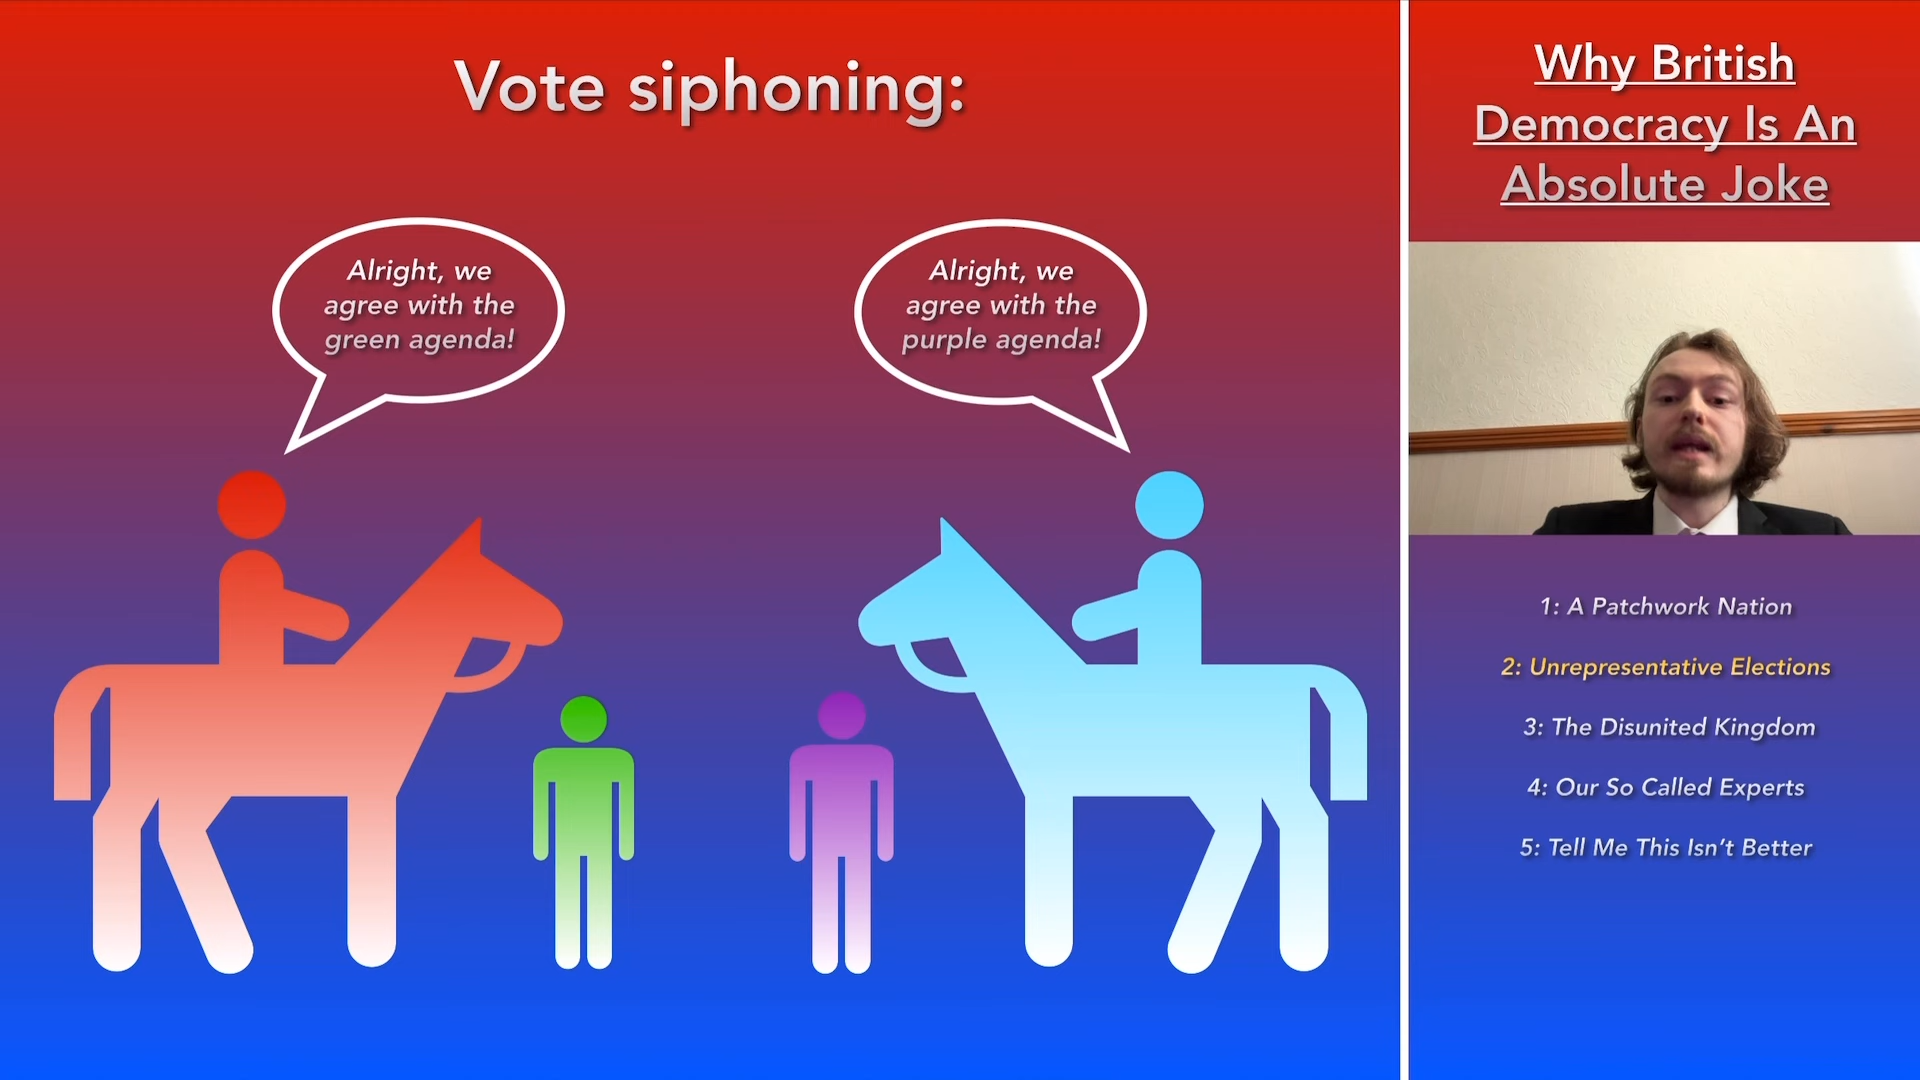 Vote siphoning:
Alright, we
agree with the
green agenda!
Alright, we
agree with the
purple agenda!
Why British
Democracy Is An
Absolute Joke
1: A Patchwork Nation
2: Unrepresentative Elections
3: The Disunited Kingdom
4: Our So Called Experts
5: Tell Me This Isn’t Better